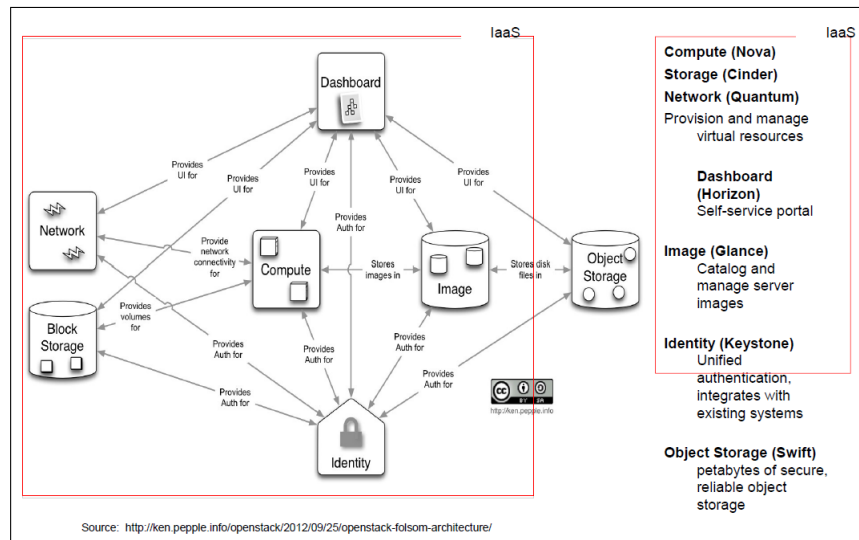 IaaS
Dashboard
Provides
UI for
Provides
UI for
Provides
UI for
Provides
UI for
Provides
UI for
Provides
Auth for
Network
Provide
network
connectivity
for
Compute
Stores
images in
Image
Stores disk
files in
Object
Storage
Block
Storage
Provides
volumes
for
Provides
Auth for
Provides
Auth for
Provides
Auth for
Provides
Auth for
Provides
Auth for
Identity
cc
BY SA
http://ken.pepple.info
Source: http://ken.pepple.info/openstack/2012/09/25/openstack-folsom-architecture/
IaaS
Compute (Nova)
Storage (Cinder)
Network (Quantum)
Provision and manage
virtual resources
Dashboard
(Horizon)
Self-service portal
Image (Glance)
Catalog and
manage server
images
Identity (Keystone)
Unified
authentication,
integrates with
existing systems
Object Storage (Swift)
petabytes of secure,
reliable object
storage